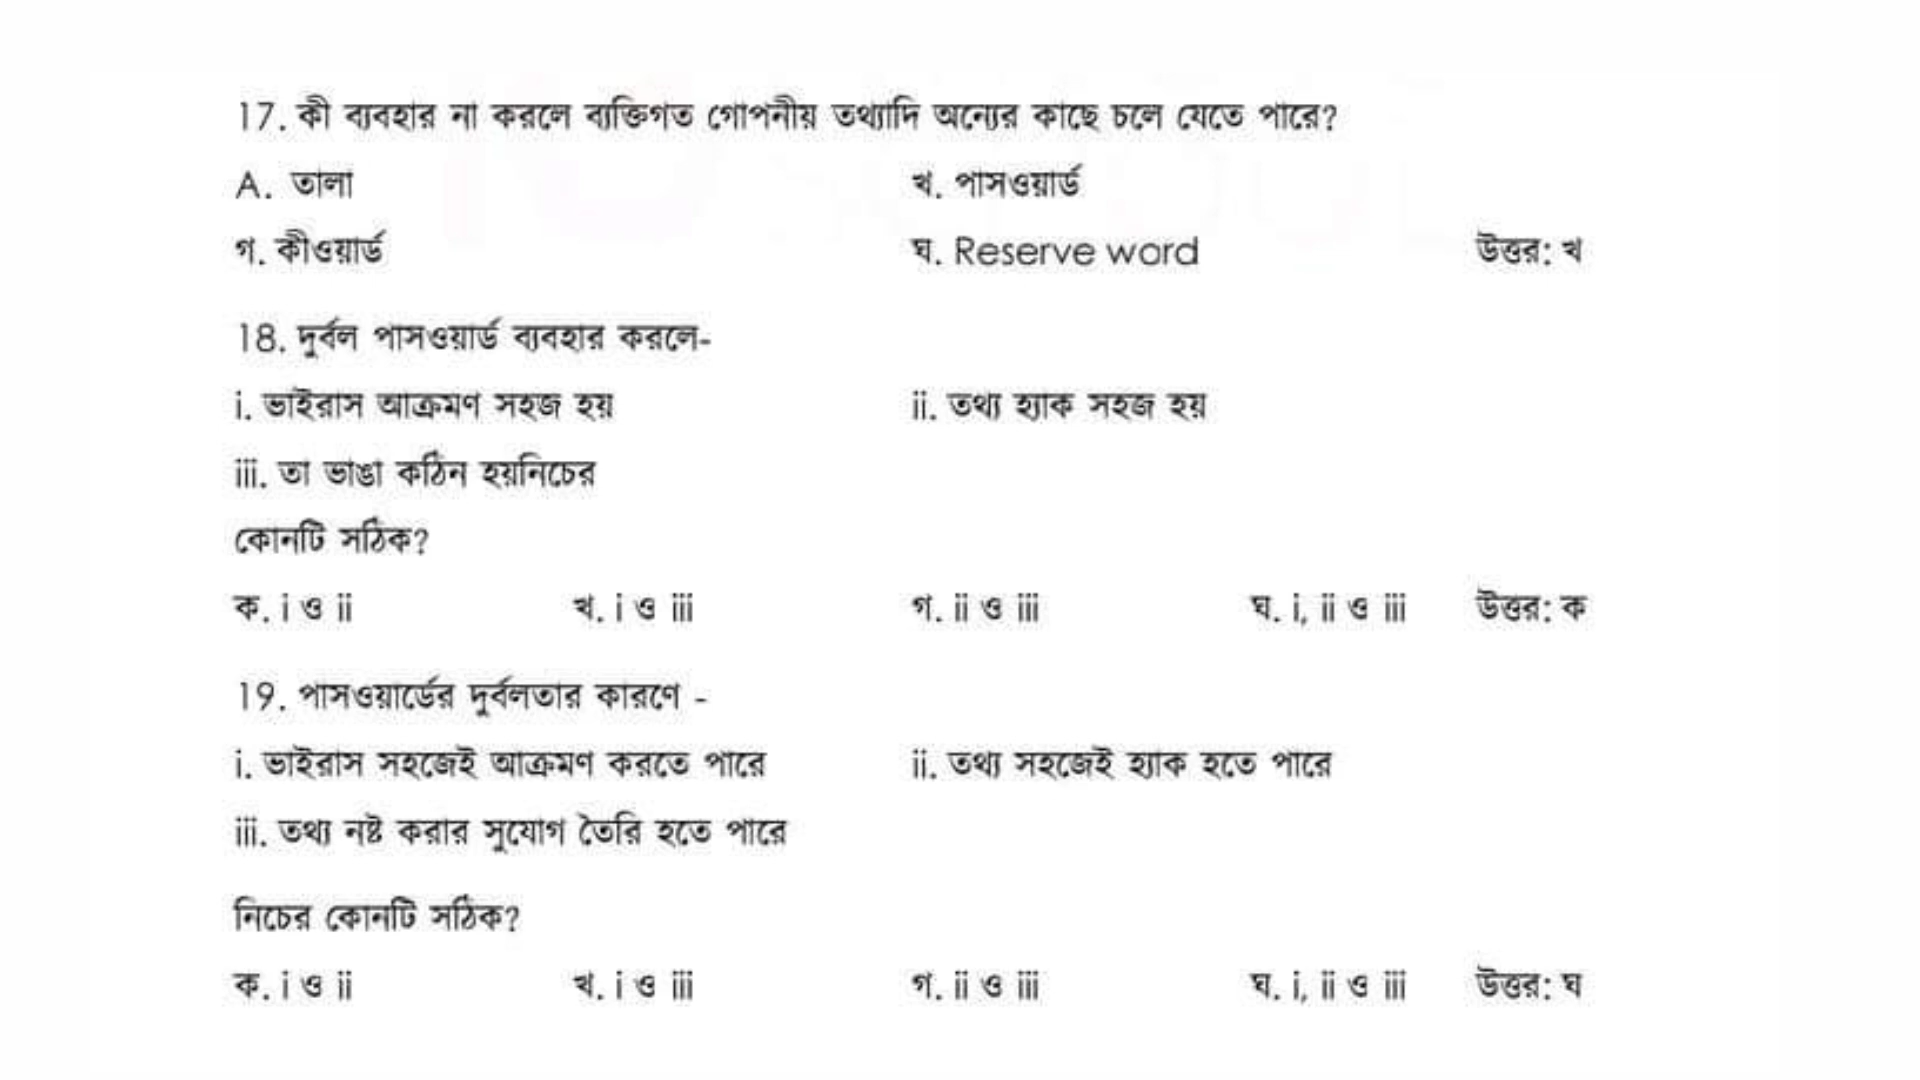 17. কী ব্যবহার না করলে ব্যক্তিগত গোপনীয় তথ্যাদি অন্যের কাছে চলে যেতে পারে?
A. তালা খ. পাসওয়ার্ড
গ. কীওয়ার্ড ঘ. Reserve word উত্তর: খ
18. দুর্বল পাসওয়ার্ড ব্যবহার করলে-
i. ভাইরাস আক্রমণ সহজ হয় ii. তথ্য হ্যাক সহজ হয়
iii. তা ভাঙা কঠিন হয়নিচের
কোনটি সঠিক?
ক. i ও ii খ. i ও iii গ. ii ও iii ঘ. i, ii ও iii উত্তর: ক
19. পাসওয়ার্ডের দুর্বলতার কারণে -
i. ভাইরাস সহজেই আক্রমণ করতে পারে ii. তথ্য সহজেই হ্যাক হতে পারে
iii. তথ্য নষ্ট করার সুযোগ তৈরি হতে পারে
নিচের কোনটি সঠিক?
ক. i ও ii খ. i ও iii গ. ii ও iii ঘ. i, ii ও iii উত্তর: ঘ